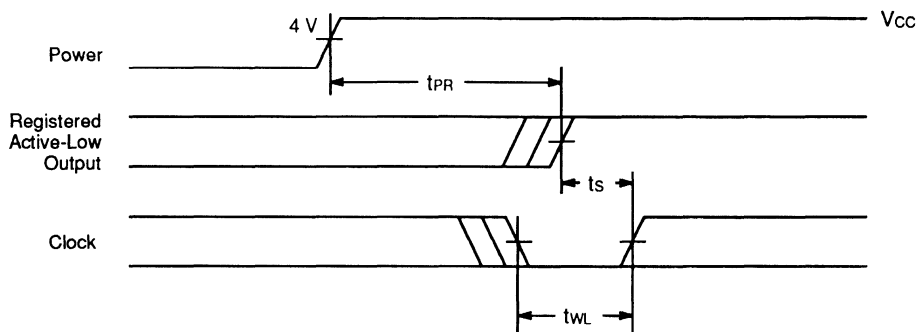 4 V
VCC
Power
tPR
Registered
Active-Low
Output
tS
Clock
tWL